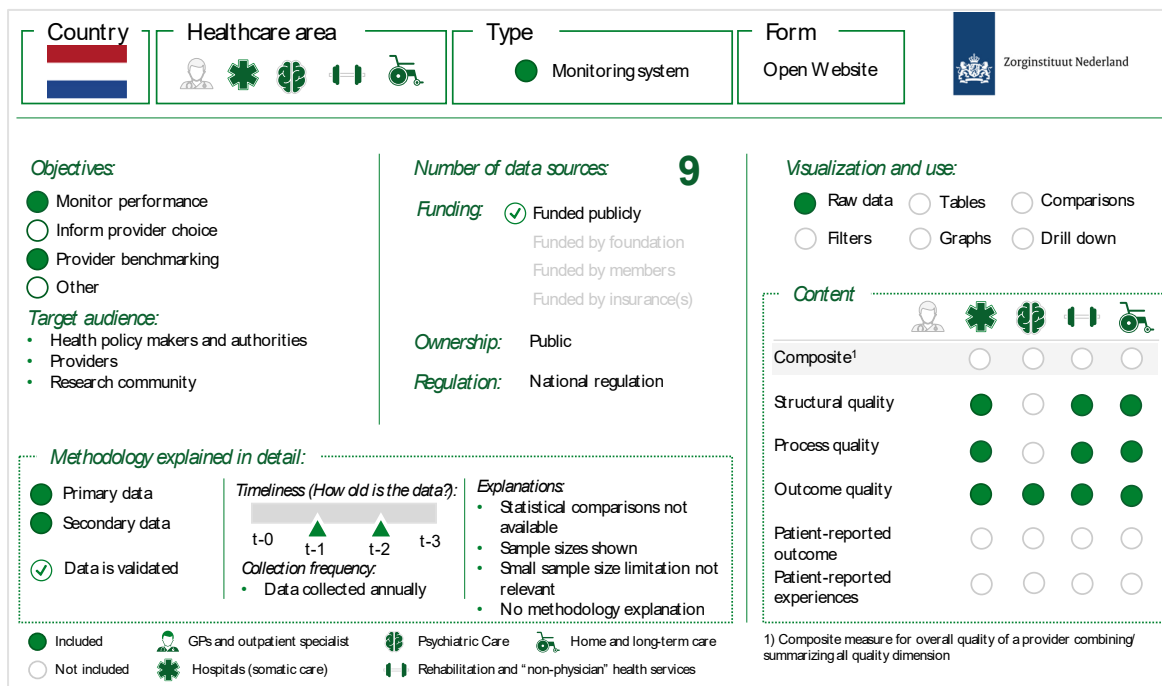 Country
Healthcare area
Type
Monitoring system
Form
Open Website
Zorginstituut Nederland
Objectives:
Monitor performance
Inform provider choice
Provider benchmarking
Other
Target audience:
• Health policy makers and authorities
• Providers
• Research community
Number of data sources: 9
Funding: Funded publicly
Funded by foundation
Funded by members
Funded by insurance(s)
Ownership: Public
Regulation: National regulation
Visualization and use:
Raw data Tables Comparisons
Filters Graphs Drill down
Content
Composite1
Structural quality
Process quality
Outcome quality
Patient-reported
outcome
Patient-reported
experiences
Methodology explained in detail:
Primary data
Secondary data
Data is validated
Timeliness (How old is the data?):
t-0 t-1 t-2 t-3
Collection frequency:
• Data collected annually
Explanations:
• Statistical comparisons not
available
• Sample sizes shown
• Small sample size limitation not
relevant
• No methodology explanation
Included GPs and outpatient specialist Psychiatric Care Home and long-term care
Not included Hospitals (somatic care) Rehabilitation and "non-physician" health services
1) Composite measure for overall quality of a provider combining/
summarizing all quality dimension